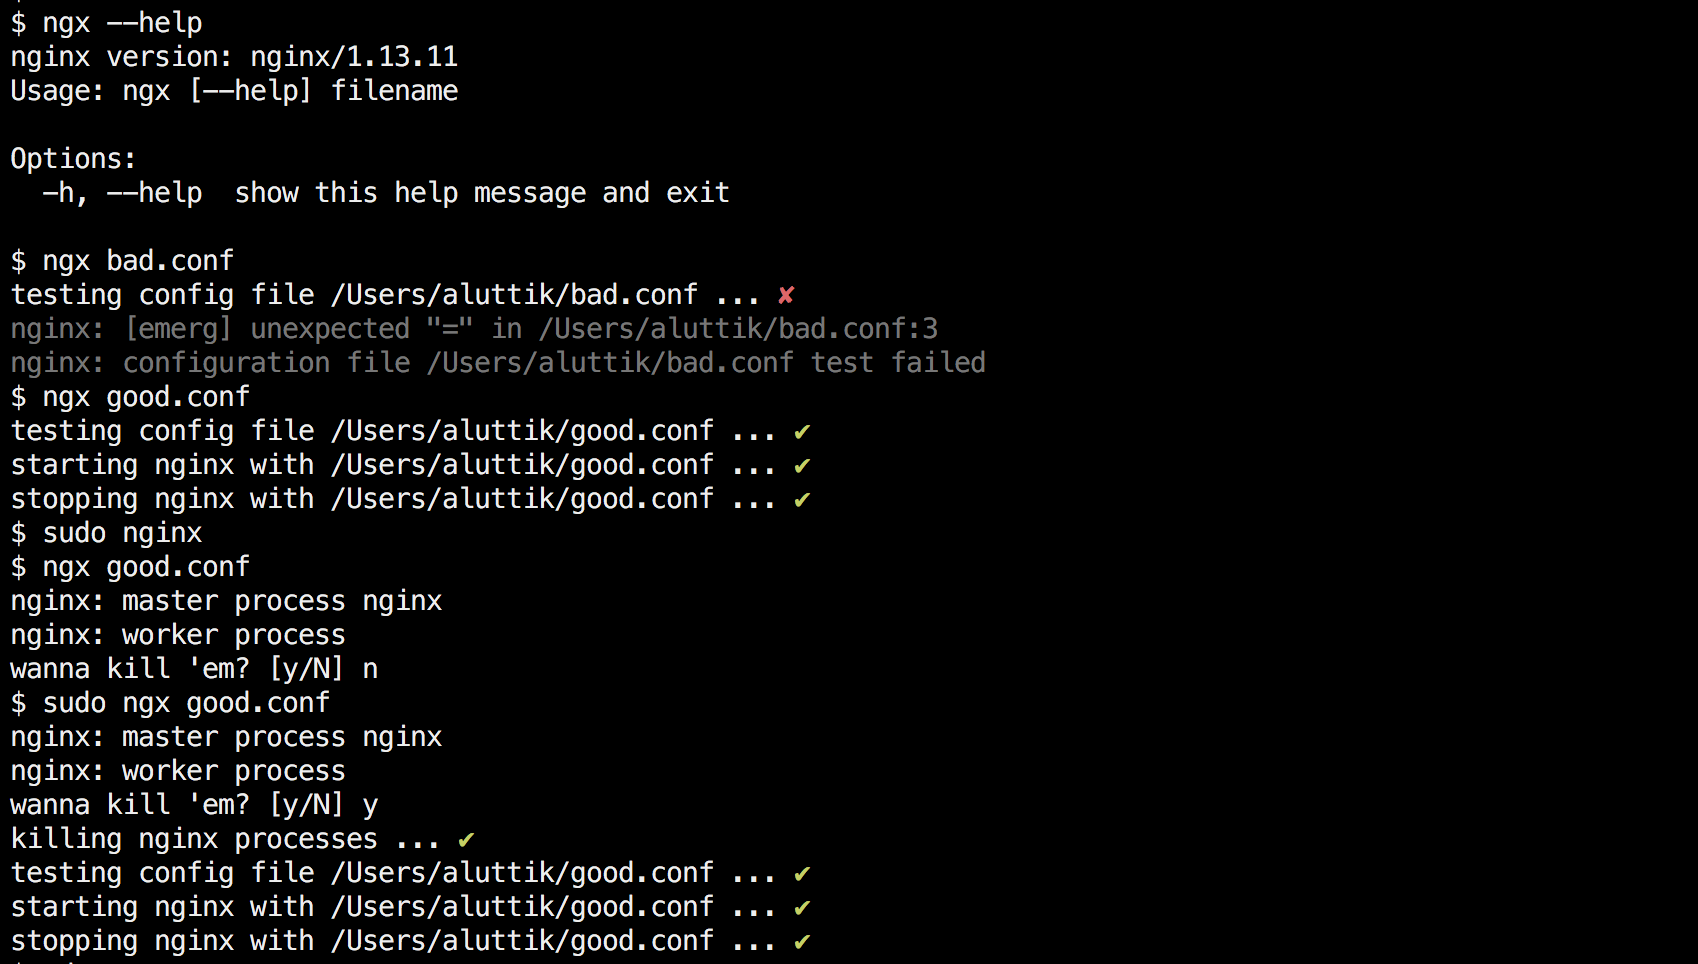 $ ngx --help
nginx version: nginx/1.13.11
Usage: ngx [--help] filename
Options:
  -h, --help  show this help message and exit
$ ngx bad.conf
testing config file /Users/aluttik/bad.conf ... ✘
nginx: [emerg] unexpected "=" in /Users/aluttik/bad.conf:3
nginx: configuration file /Users/aluttik/bad.conf test failed
$ ngx good.conf
testing config file /Users/aluttik/good.conf ... ✔
starting nginx with /Users/aluttik/good.conf ... ✔
stopping nginx with /Users/aluttik/good.conf ... ✔
$ sudo nginx
$ ngx good.conf
nginx: master process nginx
nginx: worker process
wanna kill 'em? [y/N] n
$ sudo ngx good.conf
nginx: master process nginx
nginx: worker process
wanna kill 'em? [y/N] y
killing nginx processes ... ✔
testing config file /Users/aluttik/good.conf ... ✔
starting nginx with /Users/aluttik/good.conf ... ✔
stopping nginx with /Users/aluttik/good.conf ... ✔